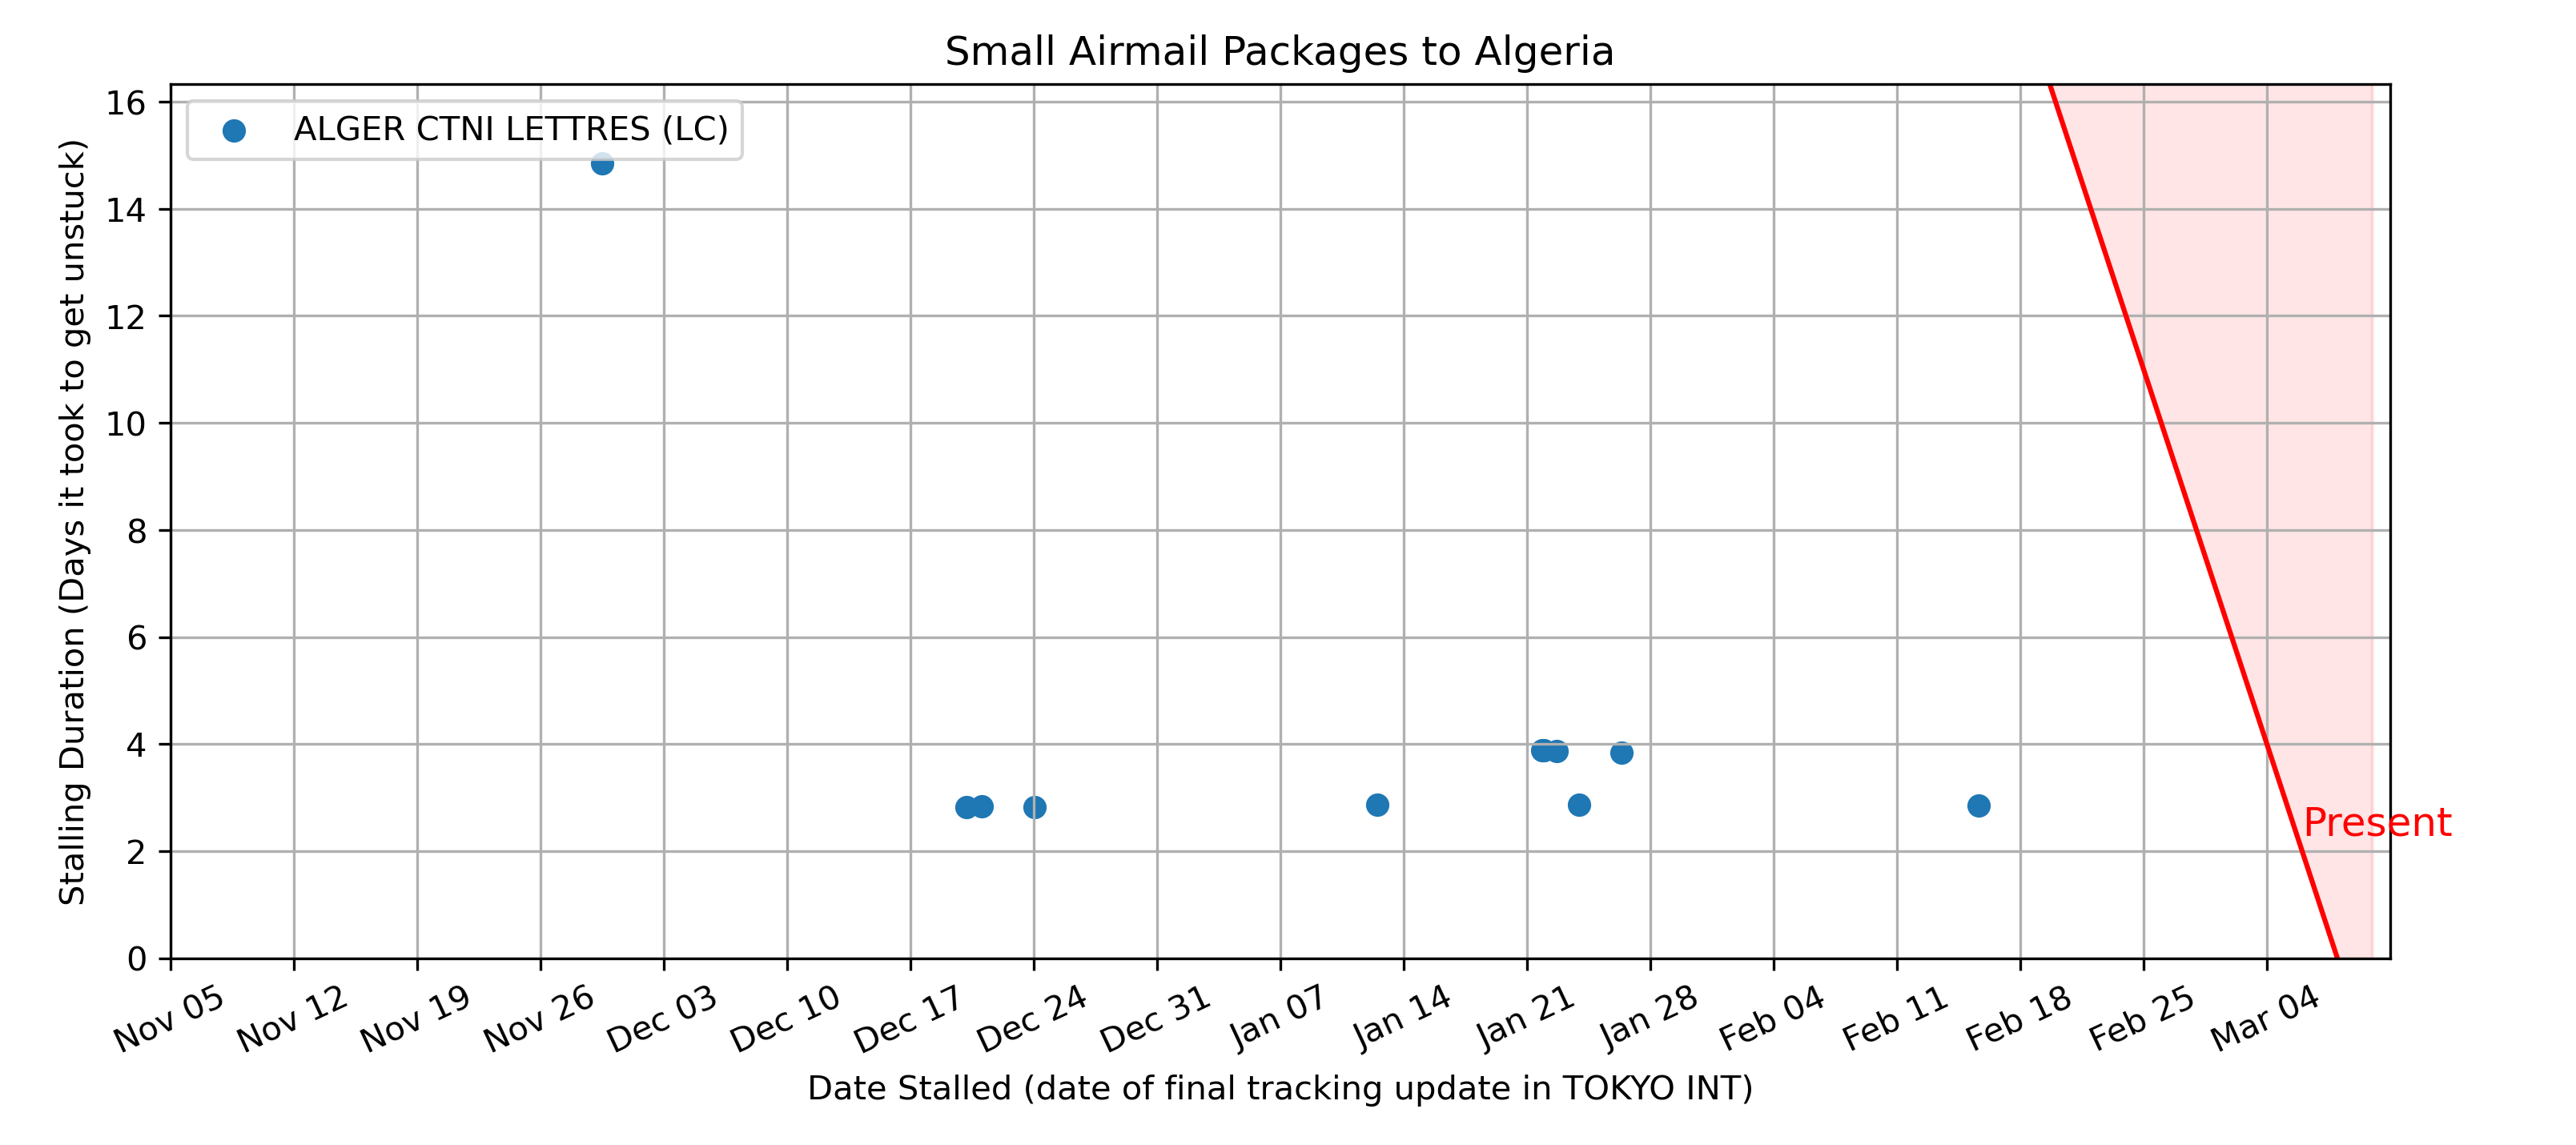 Small Airmail Packages to Algeria
ALGER CTNI LETTRES (LC)
Stalling Duration (Days it took to get unstuck)
16
14
12
10
8
6
4
2
0
Present
Nov 05
Nov 12
Nov 19
Nov 26
Dec 03
Dec 10
Dec 17
Dec 24
Dec 31
Jan 07
Jan 14
Jan 21
Jan 28
Feb 04
Feb 11
Feb 18
Feb 25
Mar 04
Date Stalled (date of final tracking update in TOKYO INT)